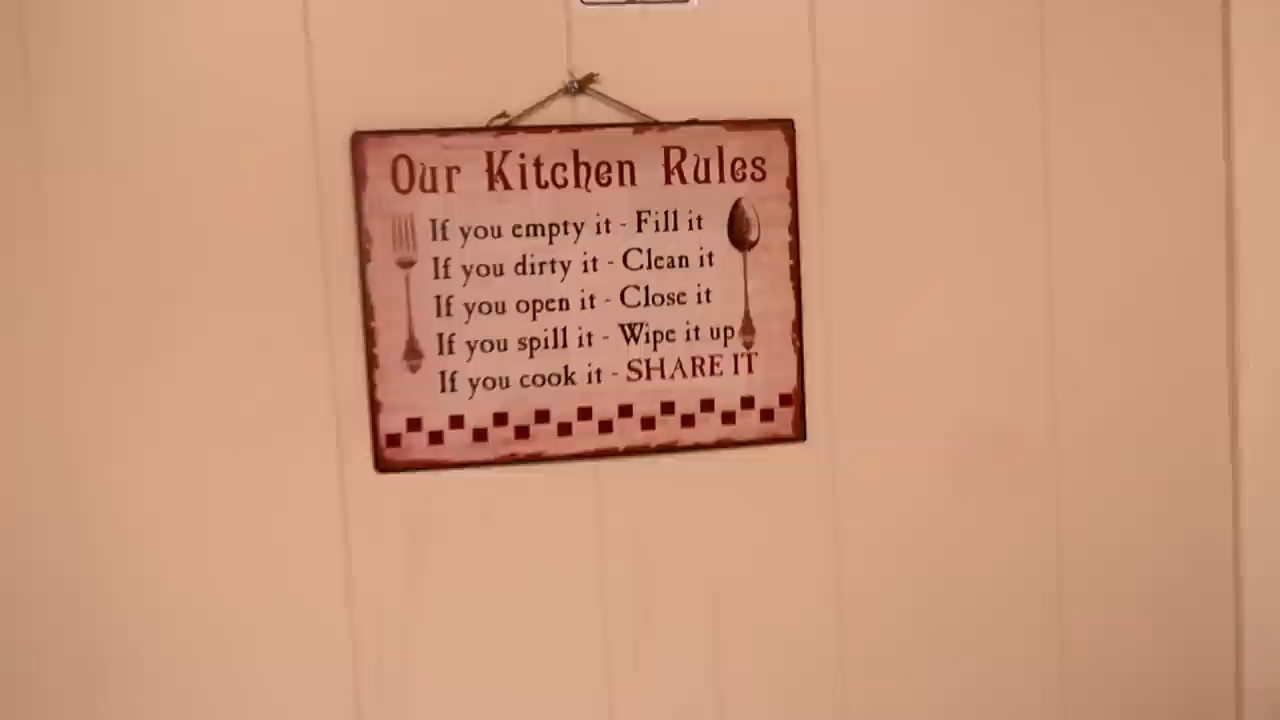 Our Kitchen Rules
If you empty it - Fill it
If you dirty it - Clean it
If you open it - Close it
If you spill it - Wipe it up
If you cook it - SHARE IT